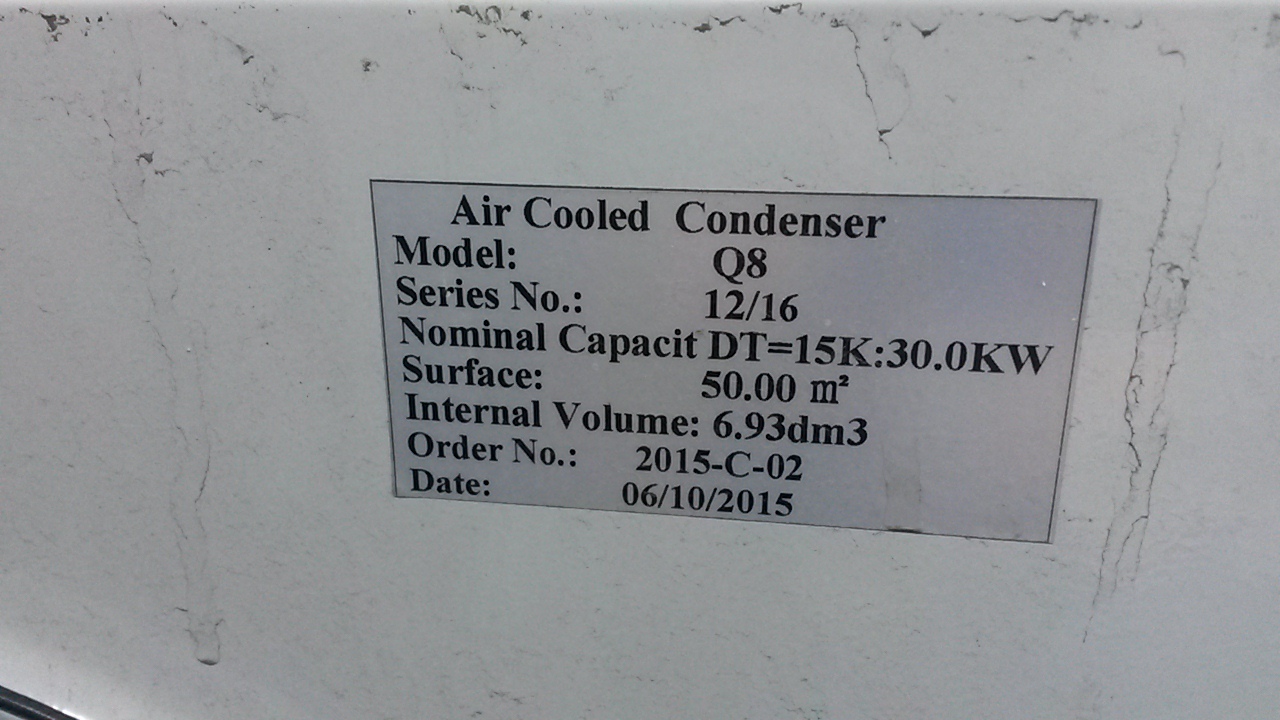 Air Cooled Condenser
Model: Q8
Series No.: 12/16
Nominal Capacit DT=15K:30.0KW
Surface: 50.00 m²
Internal Volume: 6.93dm3
Order No.: 2015-C-02
Date: 06/10/2015